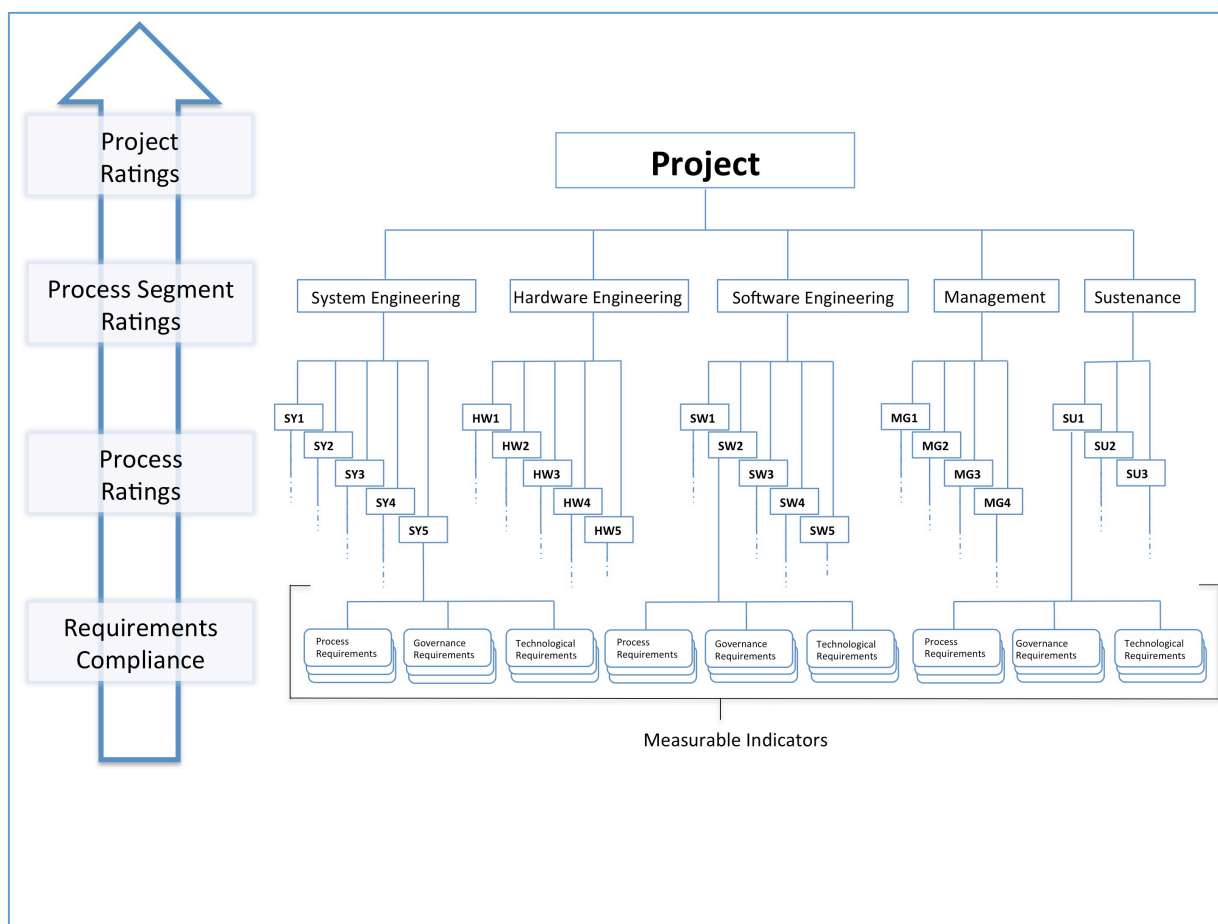 Project
Ratings
Process Segment
Ratings
Process
Ratings
Requirements
Compliance
Project
System Engineering
Hardware Engineering
Software Engineering
Management
Sustenance
SY1
SY2
SY3
SY4
SY5
HW1
HW2
HW3
HW4
HW5
SW1
SW2
SW3
SW4
SW5
MG1
MG2
MG3
MG4
SU1
SU2
SU3
Process
Requirements
Governance
Requirements
Technological
Requirements
Process
Requirements
Governance
Requirements
Technological
Requirements
Process
Requirements
Governance
Requirements
Technological
Requirements
Measurable Indicators